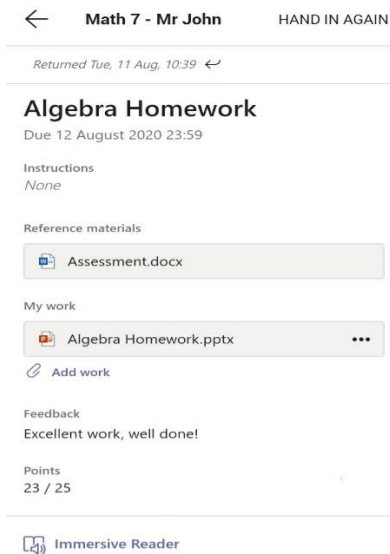 Math 7 - Mr John HAND IN AGAIN
Returned Tue, 11 Aug, 10:39
Algebra Homework
Due 12 August 2020 23:59
Instructions
None
Reference materials
Assessment.docx
My work
Algebra Homework.pptx
Add work
Feedback
Excellent work, well done!
Points
23 / 25
Immersive Reader